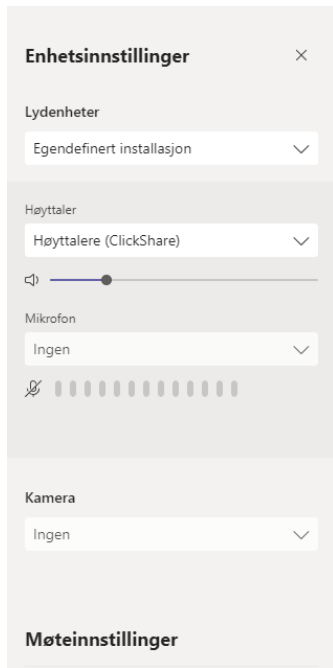 Enhetsinnstillinger
Lydenheter
Egendefinert installasjon
Høyttaler
Høyttalere (ClickShare)
Mikrofon
Ingen
Kamera
Ingen
Møteinnstillinger